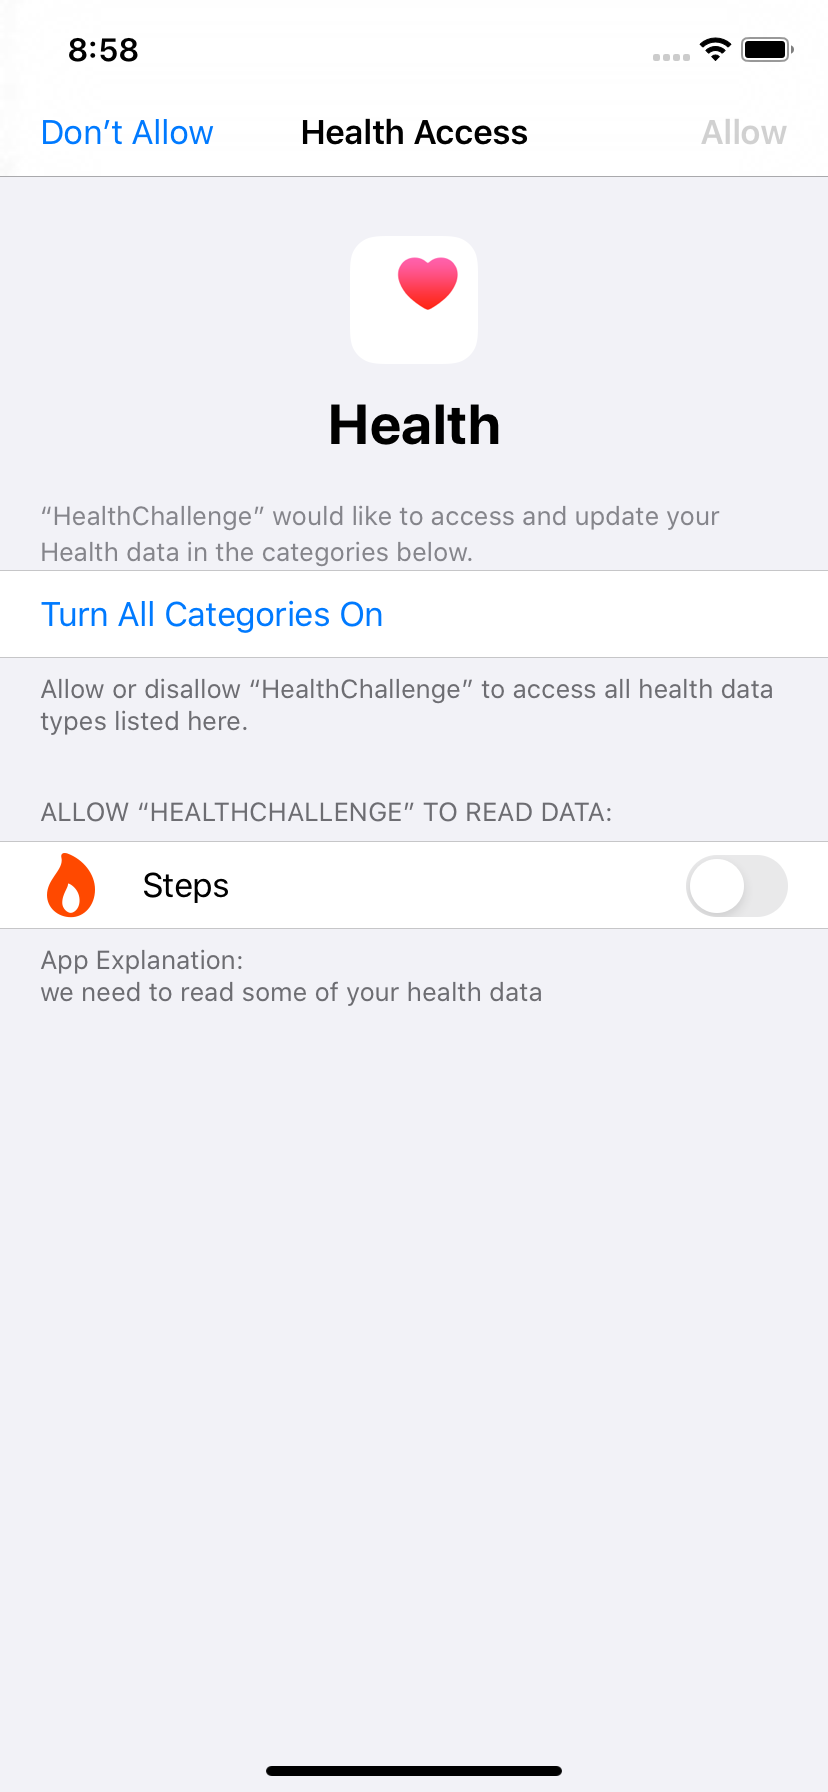 8:58
Don’t Allow
Health Access
Allow
Health
“HealthChallenge” would like to access and update your
Health data in the categories below.
Turn All Categories On
Allow or disallow “HealthChallenge” to access all health data
types listed here.
ALLOW “HEALTHCHALLENGE” TO READ DATA:
Steps
App Explanation:
we need to read some of your health data